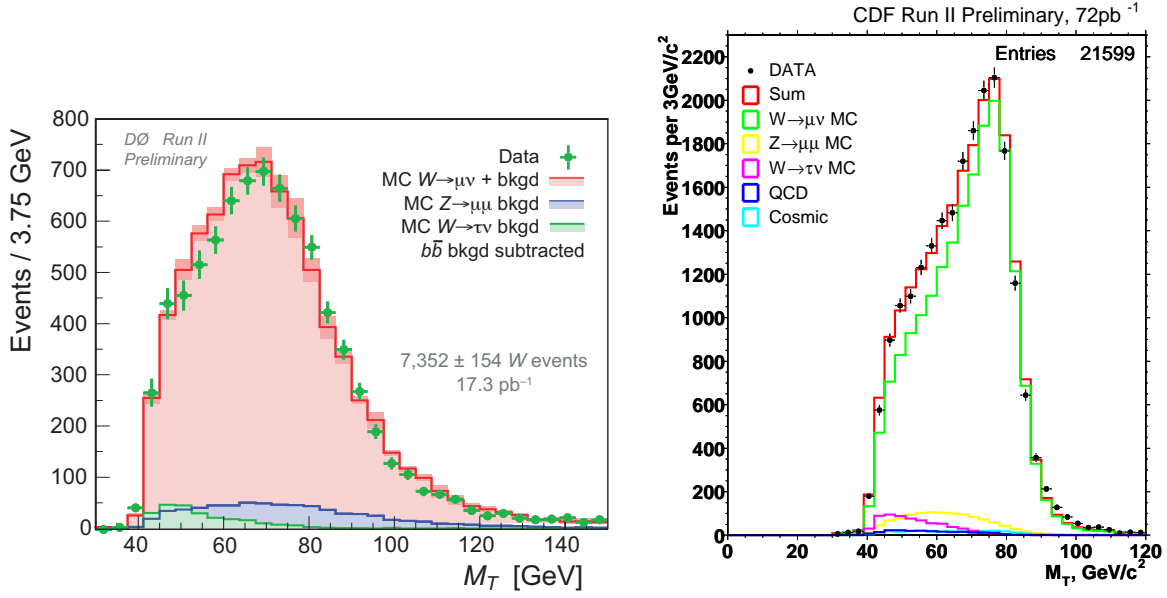 DØ Run II
Preliminary
Data
MC W→μν + bkgd
MC Z→μμ bkgd
MC W→τν bkgd
bb̅ bkgd subtracted
7,352 ± 154 W events
17.3 pb⁻¹
Events / 3.75 GeV
800
700
600
500
400
300
200
100
0
40
60
80
100
120
140
M_T [GeV]
CDF Run II Preliminary, 72pb⁻¹
Entries 21599
DATA
Sum
W→μν MC
Z→μμ MC
W→τν MC
QCD
Cosmic
Events per 3GeV/c²
2200
2000
1800
1600
1400
1200
1000
800
600
400
200
0
0
20
40
60
80
100
120
M_T, GeV/c²